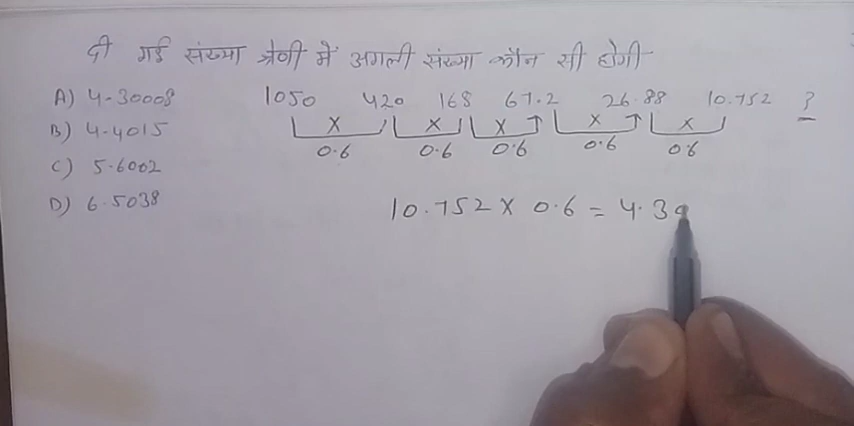 दी गई संख्या श्रेणी में अगली संख्या कौन सी होगी
A) 4.30008
B) 4.4015
C) 5.6002
D) 6.5038
1050 420 168 67.2 26.88 10.752 ?
× × × × ×
0.6 0.6 0.6 0.6 0.6
10.752 × 0.6 = 4.30